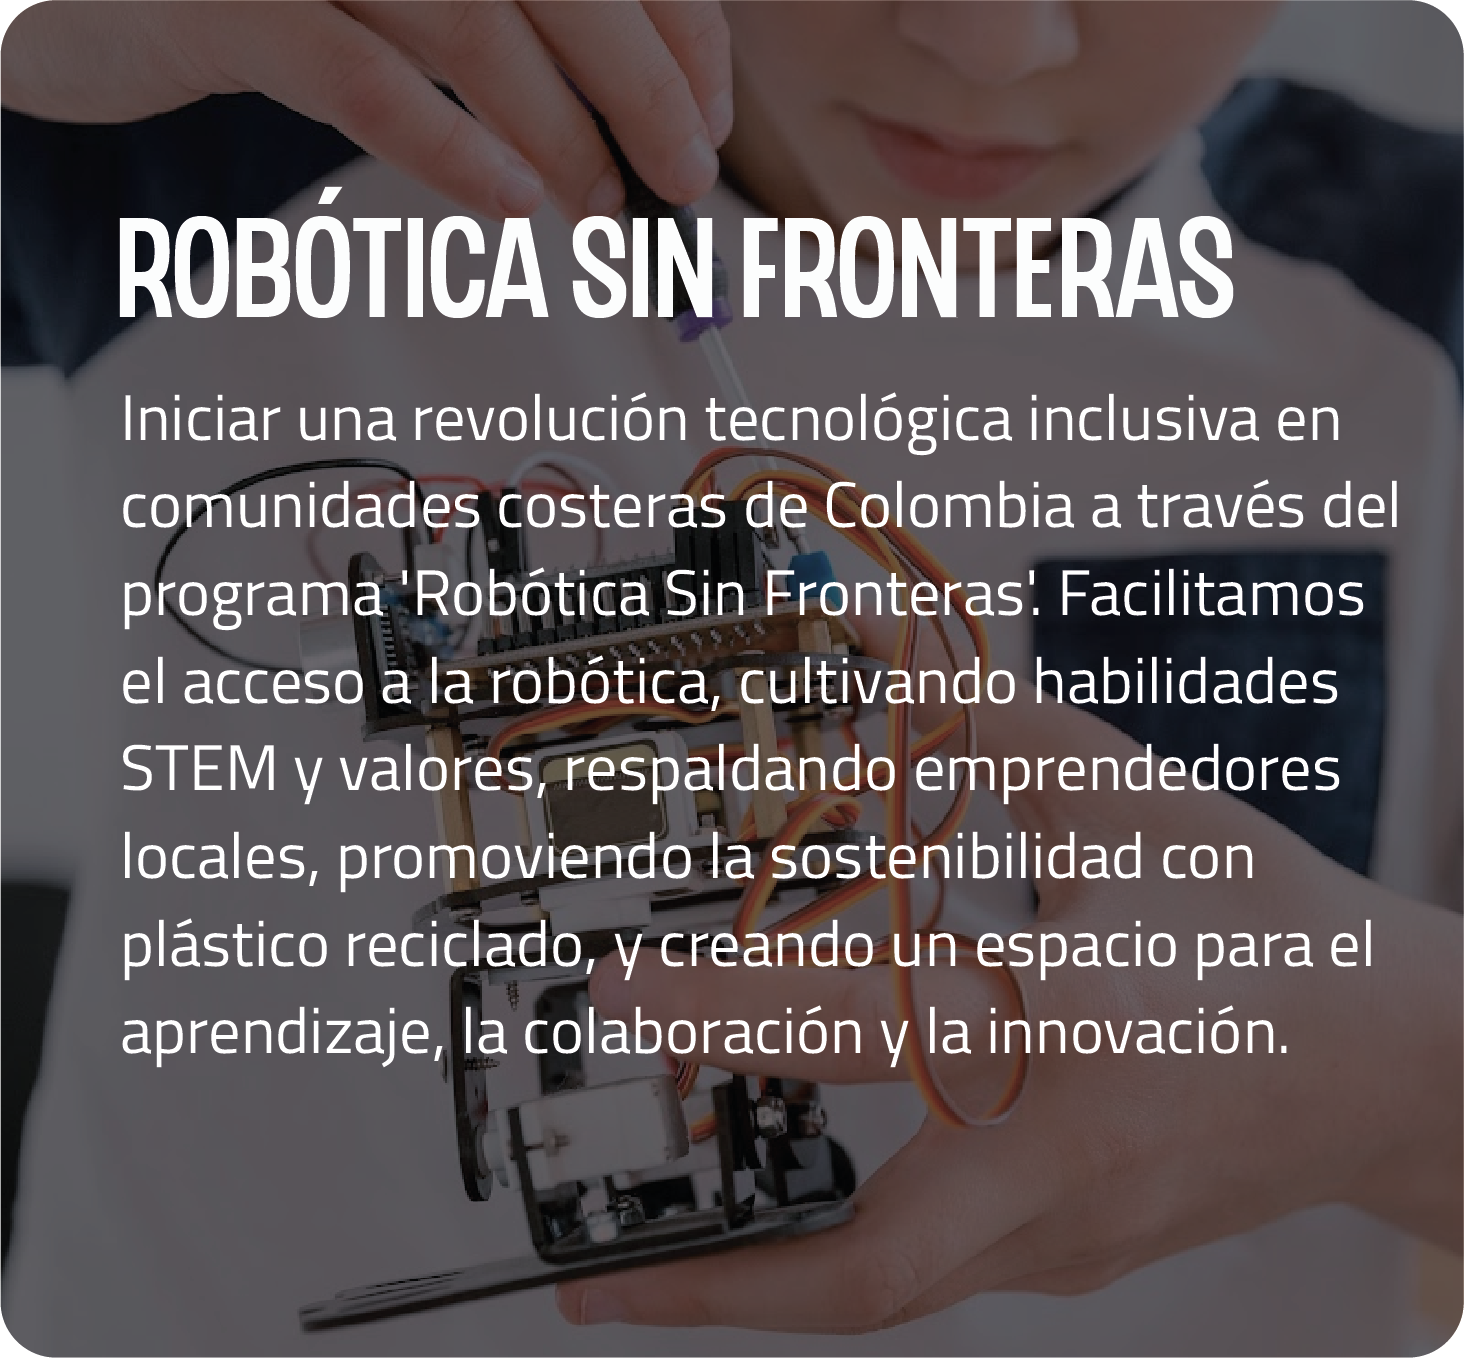 ROBÓTICA SIN FRONTERAS
Iniciar una revolución tecnológica inclusiva en
comunidades costeras de Colombia a través del
programa 'Robótica Sin Fronteras'. Facilitamos
el acceso a la robótica, cultivando habilidades
STEM y valores, respaldando emprendedores
locales, promoviendo la sostenibilidad con
plástico reciclado, y creando un espacio para el
aprendizaje, la colaboración y la innovación.